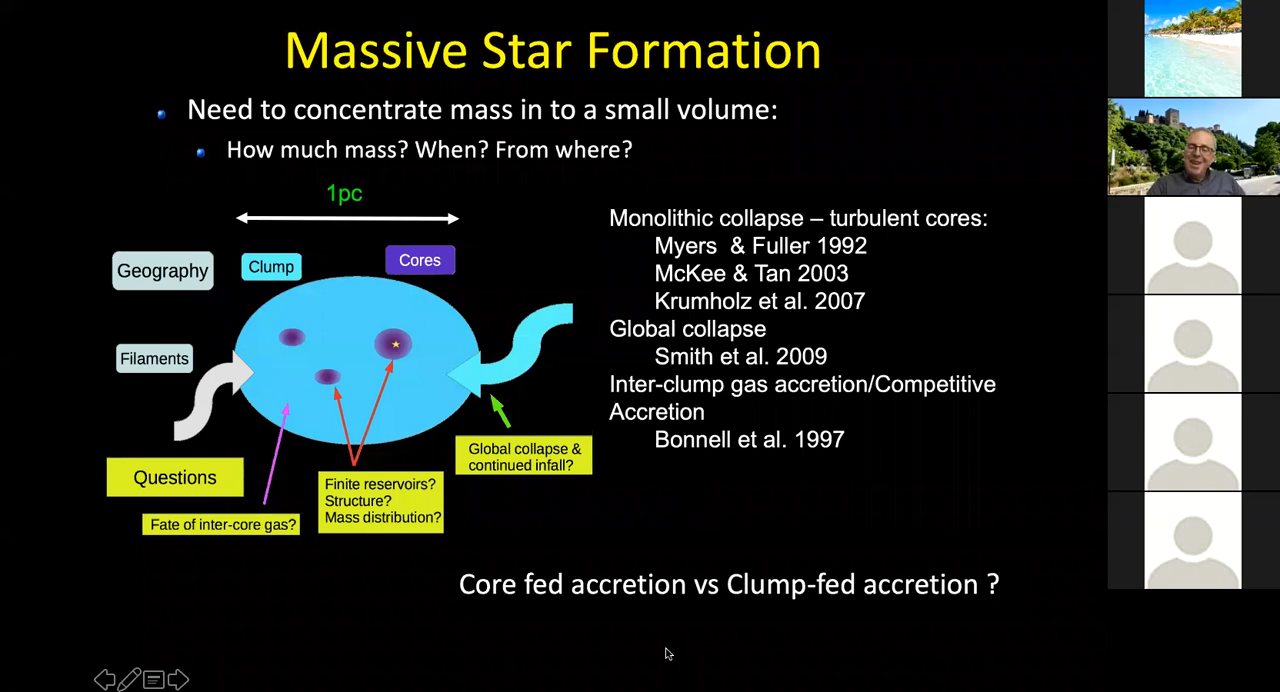 Massive Star Formation
Need to concentrate mass in to a small volume:
How much mass? When? From where?
1pc
Geography
Clump
Cores
Filaments
Questions
Fate of inter-core gas?
Finite reservoirs?
Structure?
Mass distribution?
Global collapse &
continued infall?
Monolithic collapse – turbulent cores:
Myers & Fuller 1992
McKee & Tan 2003
Krumholz et al. 2007
Global collapse
Smith et al. 2009
Inter-clump gas accretion/Competitive
Accretion
Bonnell et al. 1997
Core fed accretion vs Clump-fed accretion ?